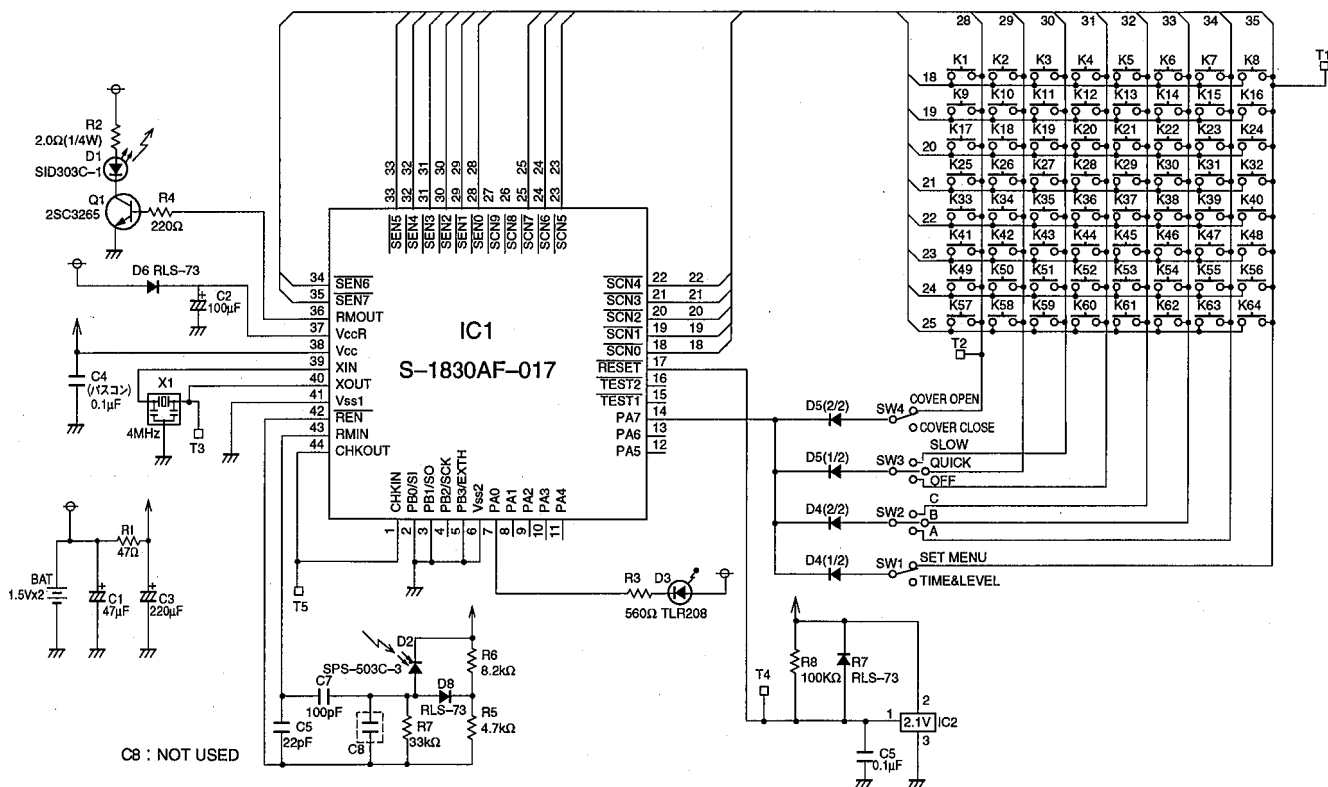 28 29 30 31 32 33 34 35
T1
K1 K2 K3 K4 K5 K6 K7 K8
18
K9 K10 K11 K12 K13 K14 K15 K16
19
K17 K18 K19 K20 K21 K22 K23 K24
20
K25 K26 K27 K28 K29 K30 K31 K32
21
K33 K34 K35 K36 K37 K38 K39 K40
22
K41 K42 K43 K44 K45 K46 K47 K48
23
K49 K50 K51 K52 K53 K54 K55 K56
24
K57 K58 K59 K60 K61 K62 K63 K64
25
T2
R2
2.0Ω(1/4W)
D1
SID303C-1
Q1
2SC3265
R4
220Ω
D6 RLS-73
+
C2
100μF
C4
(パスコン)
0.1μF
X1
4MHz
T3
33 32 31 30 29 28 25 24 23
33 32 31 30 29 28 27 26 25 24 23
SEN5 SEN4 SEN3 SEN2 SEN1 SEN0 SCN9 SCN8 SCN7 SCN6 SCN5
IC1
S-1830AF-017
34 SEN6
35 SEN7
36 RMOUT
37 VccR
38 Vcc
39 XIN
40 XOUT
41 Vss1
42 REN
43 RMIN
44 CHKOUT
SCN4 22 22
SCN3 21 21
SCN2 20 20
SCN1 19 19
SCN0 18 18
RESET 17
TEST2 16
TEST1 15
PA7 14
PA6 13
PA5 12
CHKIN PB0/SI PB1/SO PB2/SCK PB3/EXTH Vss2 PA0 PA1 PA2 PA3 PA4
1 2 3 4 5 6 7 8 9 10 11
D5(2/2) SW4 COVER OPEN
COVER CLOSE
D5(1/2) SW3 SLOW
QUICK
OFF
D4(2/2) SW2 C
B
A
D4(1/2) SW1 SET MENU
TIME&LEVEL
BAT
1.5Vx2
R1
47Ω
+
C1
47μF
+
C3
220μF
T5
R3
560Ω
D3
TLR208
D2
SPS-503C-3
R6
8.2kΩ
D8
RLS-73
C7
100pF
C5
22pF
C8
R7
33kΩ
R5
4.7kΩ
C8 : NOT USED
T4
R8
100KΩ
R7
RLS-73
1 2.1V IC2
2
3
C5
0.1μF